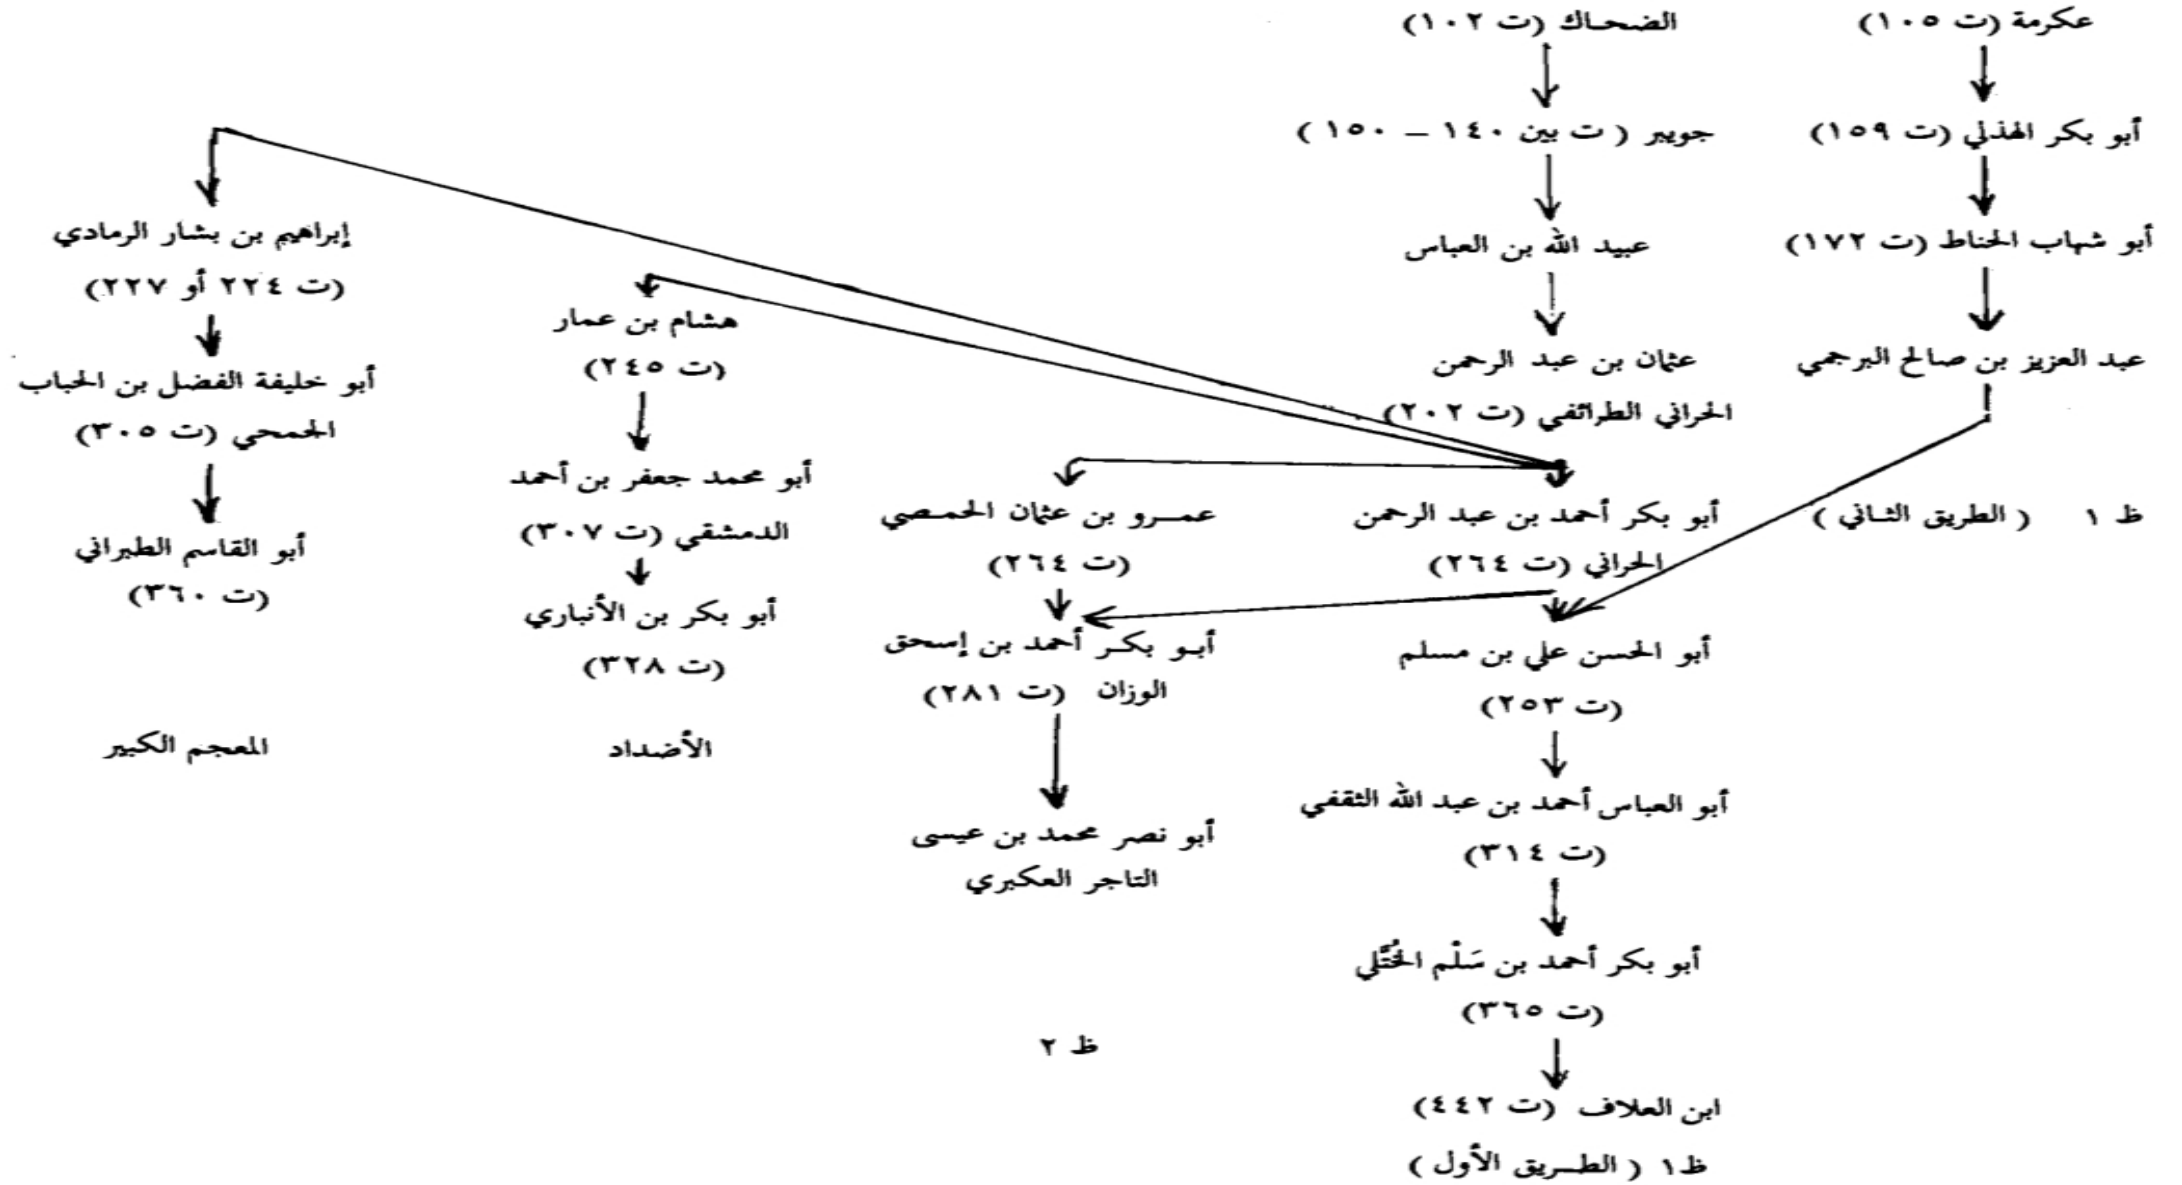 عكرمة (ت ١٠٥)
أبو بكر الهذلي (ت ١٥٩)
أبو شهاب الحناط (ت ١٧٢)
عبد العزيز بن صالح البرجمي
ظ ١ ( الطريق الثاني )
الضحاك (ت ١٠٢)
جويبر ( ت بين ١٤٠ – ١٥٠ )
عبيد الله بن العباس
عثمان بن عبد الرحمن
الحراني الطرائفي (ت ٢٠٢)
أبو بكر أحمد بن عبد الرحمن
الحراني (ت ٢٦٤)
أبو الحسن علي بن مسلم
(ت ٢٥٣)
أبو العباس أحمد بن عبد الله الثقفي
(ت ٣١٤)
أبو بكر أحمد بن سَلْم الخُتَّلي
(ت ٣٦٥)
ابن العلاف (ت ٤٤٢)
ظ١ ( الطريق الأول )
عمرو بن عثمان الحمصي
(ت ٢٦٤)
أبو بكر أحمد بن إسحق
الوزان (ت ٢٨١)
أبو نصر محمد بن عيسى
التاجر العكبري
ظ ٢
هشام بن عمار
(ت ٢٤٥)
أبو محمد جعفر بن أحمد
الدمشقي (ت ٣٠٧)
أبو بكر بن الأنباري
(ت ٣٢٨)
الأضداد
إبراهيم بن بشار الرمادي
(ت ٢٢٤ أو ٢٢٧)
أبو خليفة الفضل بن الحباب
الجمحي (ت ٣٠٥)
أبو القاسم الطبراني
(ت ٣٦٠)
المعجم الكبير